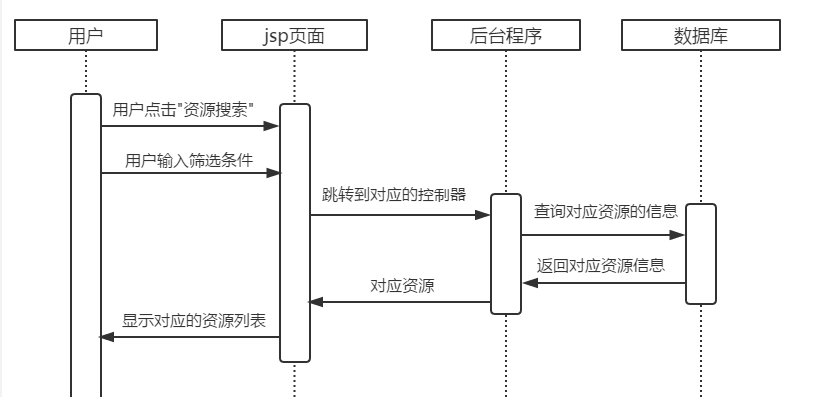 用户
jsp页面
后台程序
数据库
用户点击"资源搜索"
用户输入筛选条件
跳转到对应的控制器
查询对应资源的信息
返回对应资源信息
对应资源
显示对应的资源列表